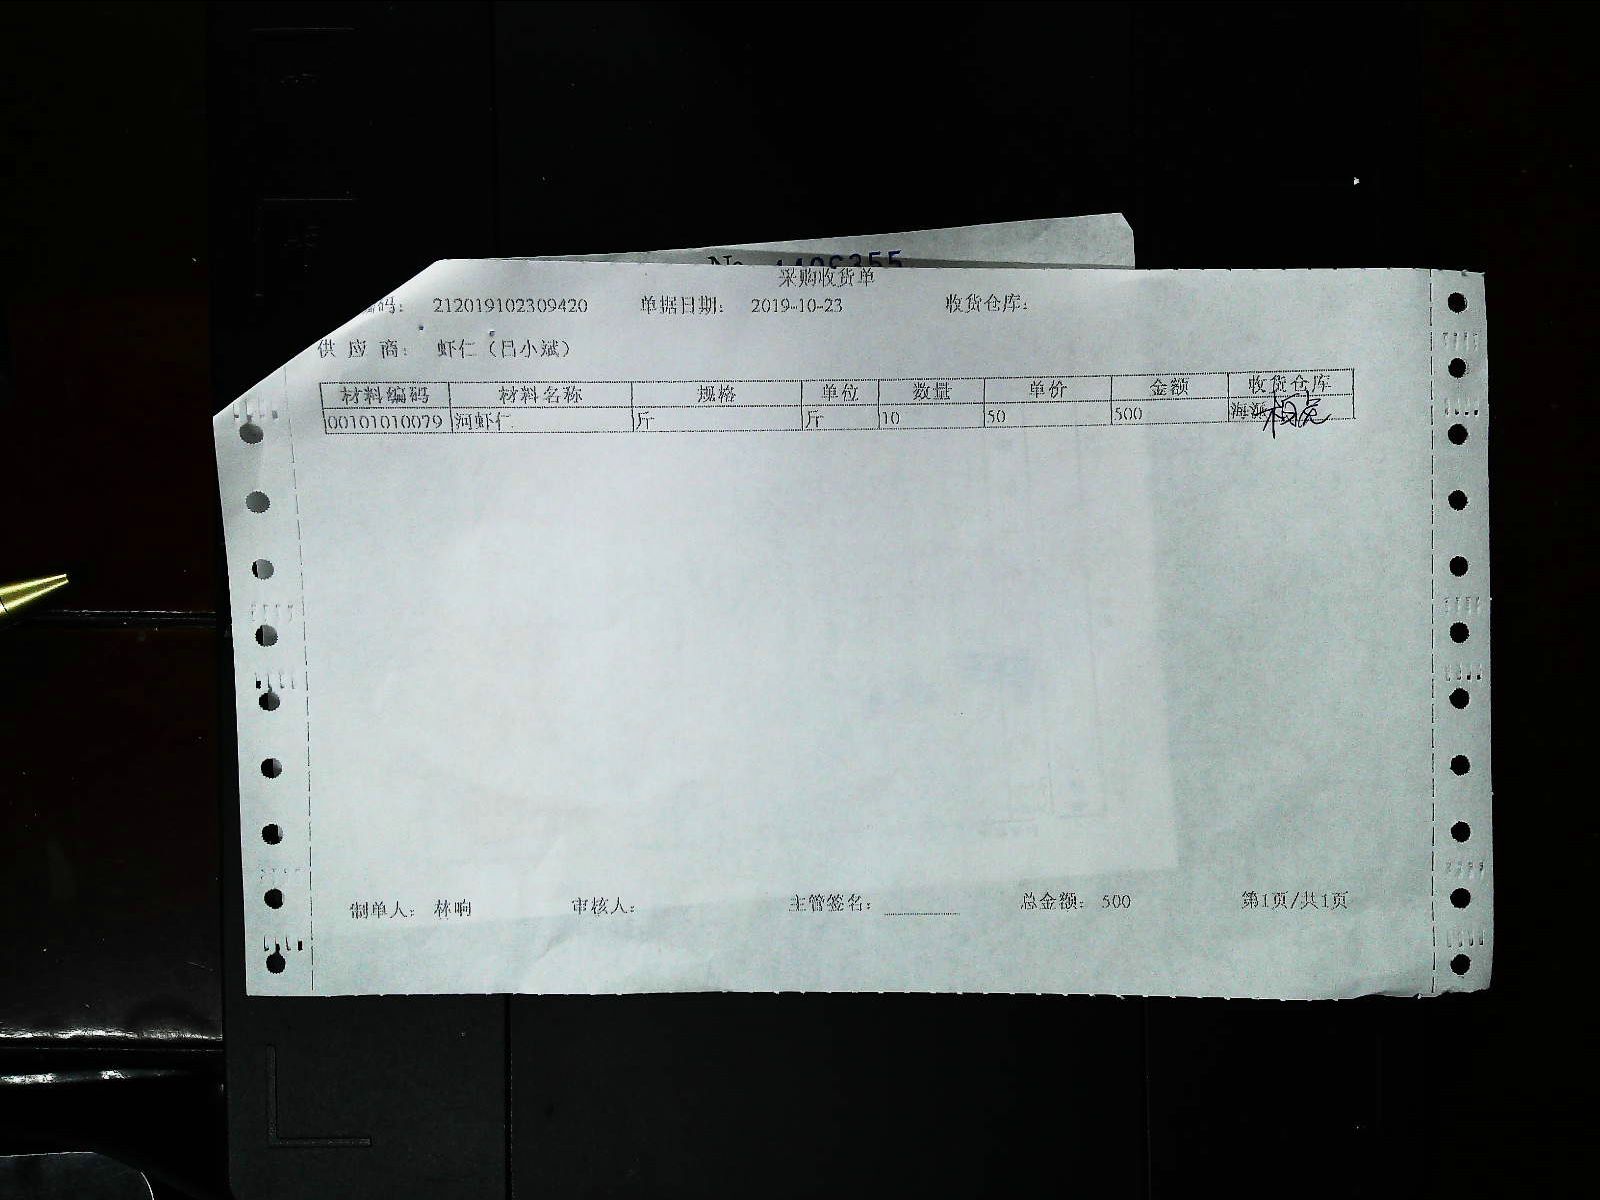 采购收货单
编码： 212019102309420 单据日期： 2019-10-23 收货仓库：
供 应 商： 虾仁（吕小斌）
材料编码 材料名称 规格 单位 数量 单价 金额 收货仓库
00101010079 河虾仁 斤 斤 10 50 500 海
制单人： 林响 审核人： 主管签名： 总金额： 500 第1页/共1页